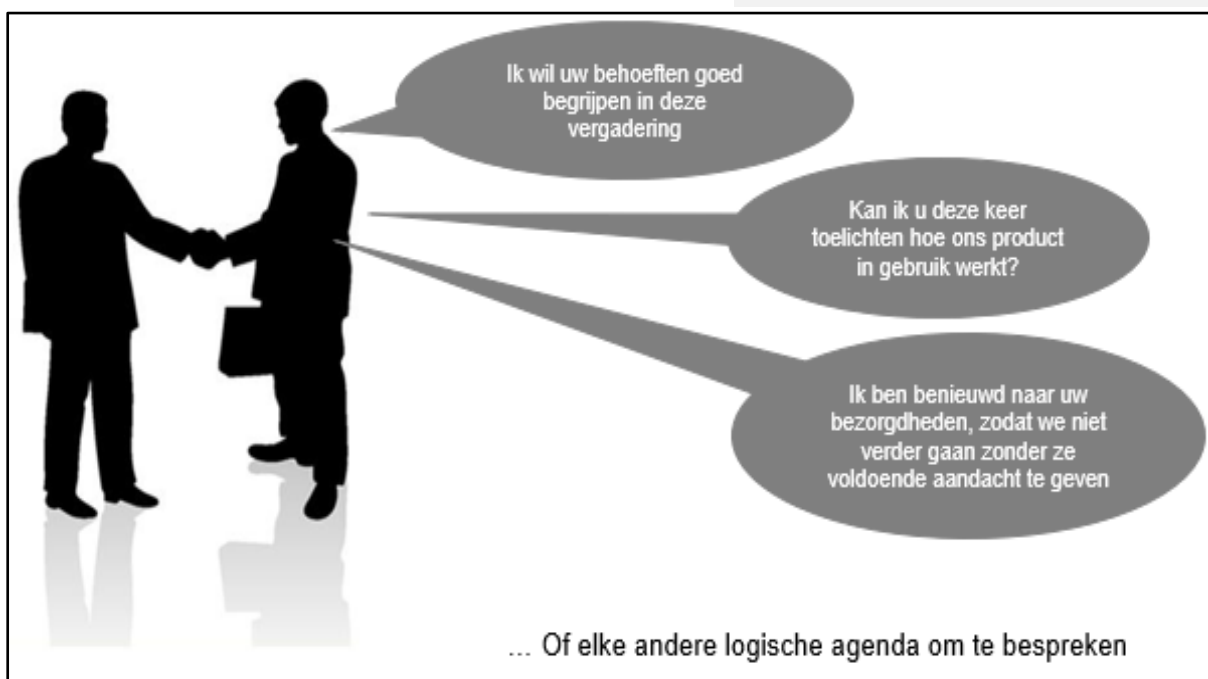 Ik wil uw behoeften goed
begrijpen in deze
vergadering
Kan ik u deze keer
toelichten hoe ons product
in gebruik werkt?
Ik ben benieuwd naar uw
bezorgdheden, zodat we niet
verder gaan zonder ze
voldoende aandacht te geven
... Of elke andere logische agenda om te bespreken